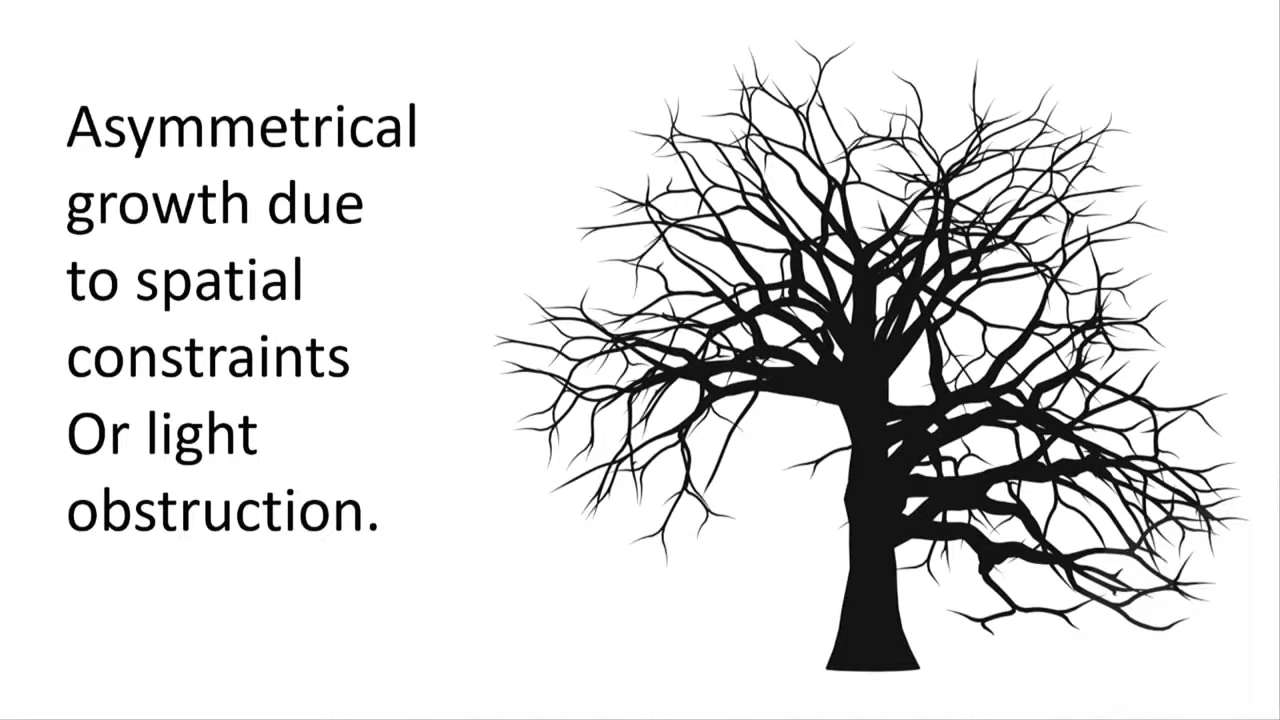 Asymmetrical
growth due
to spatial
constraints
Or light
obstruction.